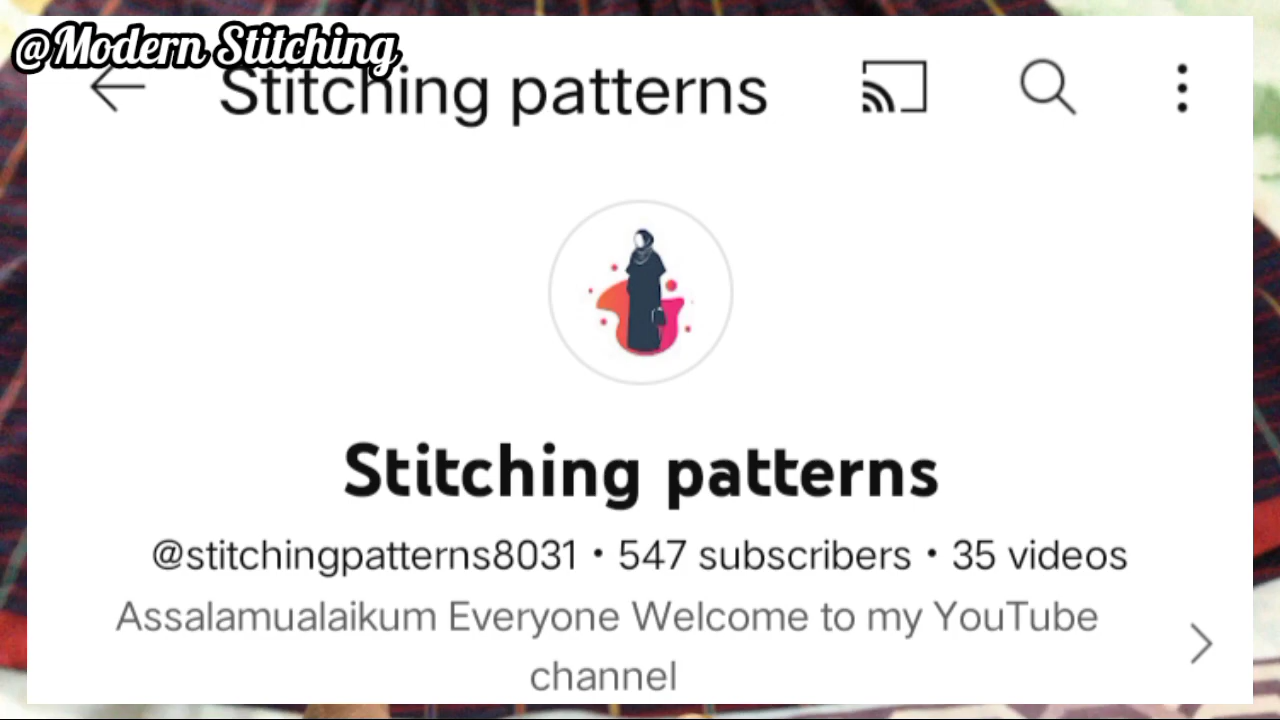 @Modern Stitching
Stitching patterns
Stitching patterns
@stitchingpatterns8031 • 547 subscribers • 35 videos
Assalamualaikum Everyone Welcome to my YouTube
channel